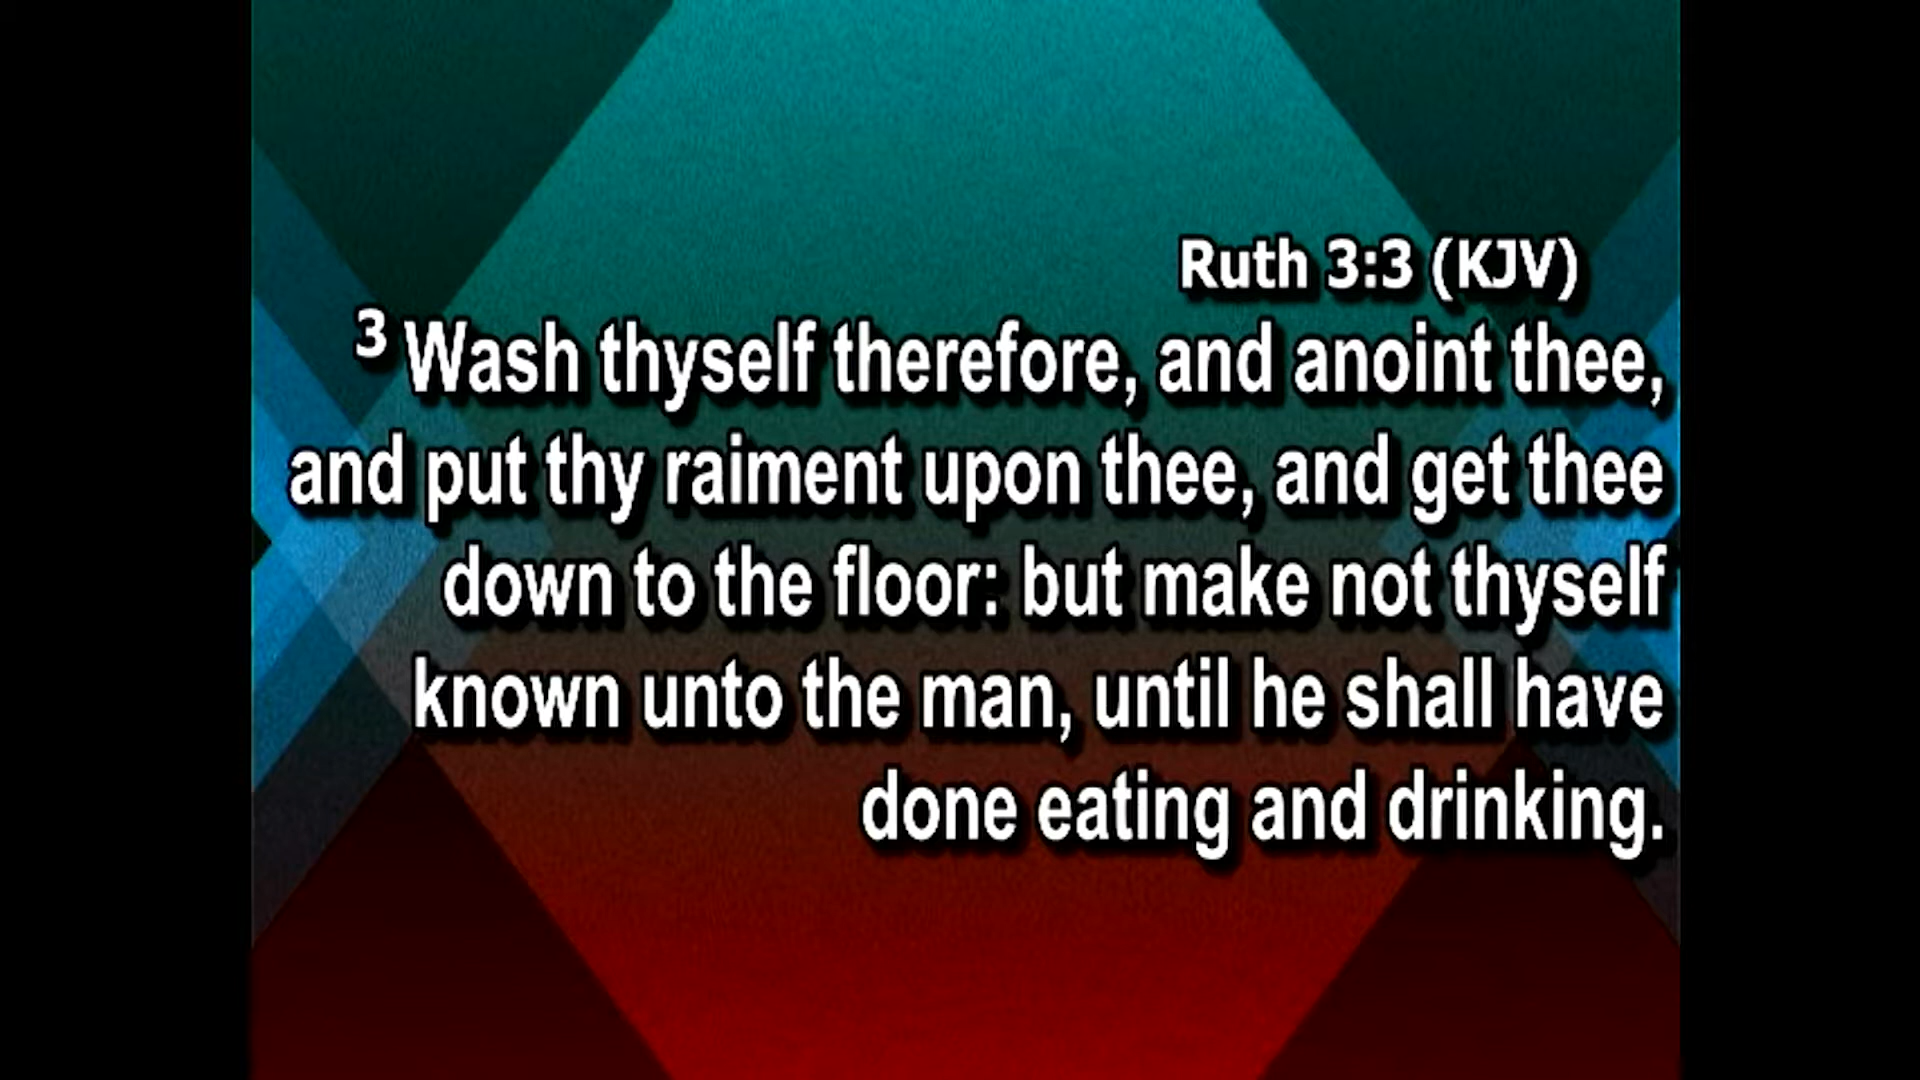 Ruth 3:3 (KJV)
3 Wash thyself therefore, and anoint thee,
and put thy raiment upon thee, and get thee
down to the floor: but make not thyself
known unto the man, until he shall have
done eating and drinking.